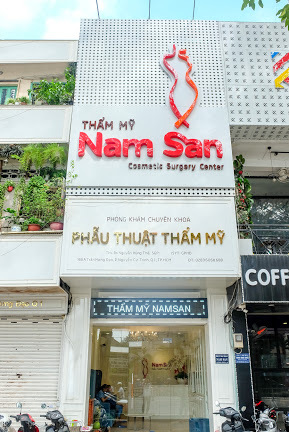 THẨM MỸ
Nam San
Cosmetic Surgery Center
PHÒNG KHÁM CHUYÊN KHOA
PHẪU THUẬT THẨM MỸ
COFF
THẨM MỸ NAMSAN
NamS